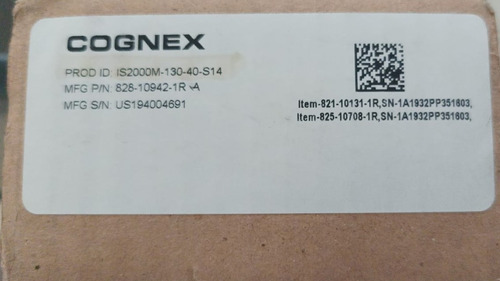 COGNEX
PROD ID: IS2000M-130-40-S14
MFG P/N: 828-10942-1R -A
MFG S/N: US194004691
Item-821-10131-1R,SN-1A1932PP351603,
Item-825-10708-1R,SN-1A1932PP351603,